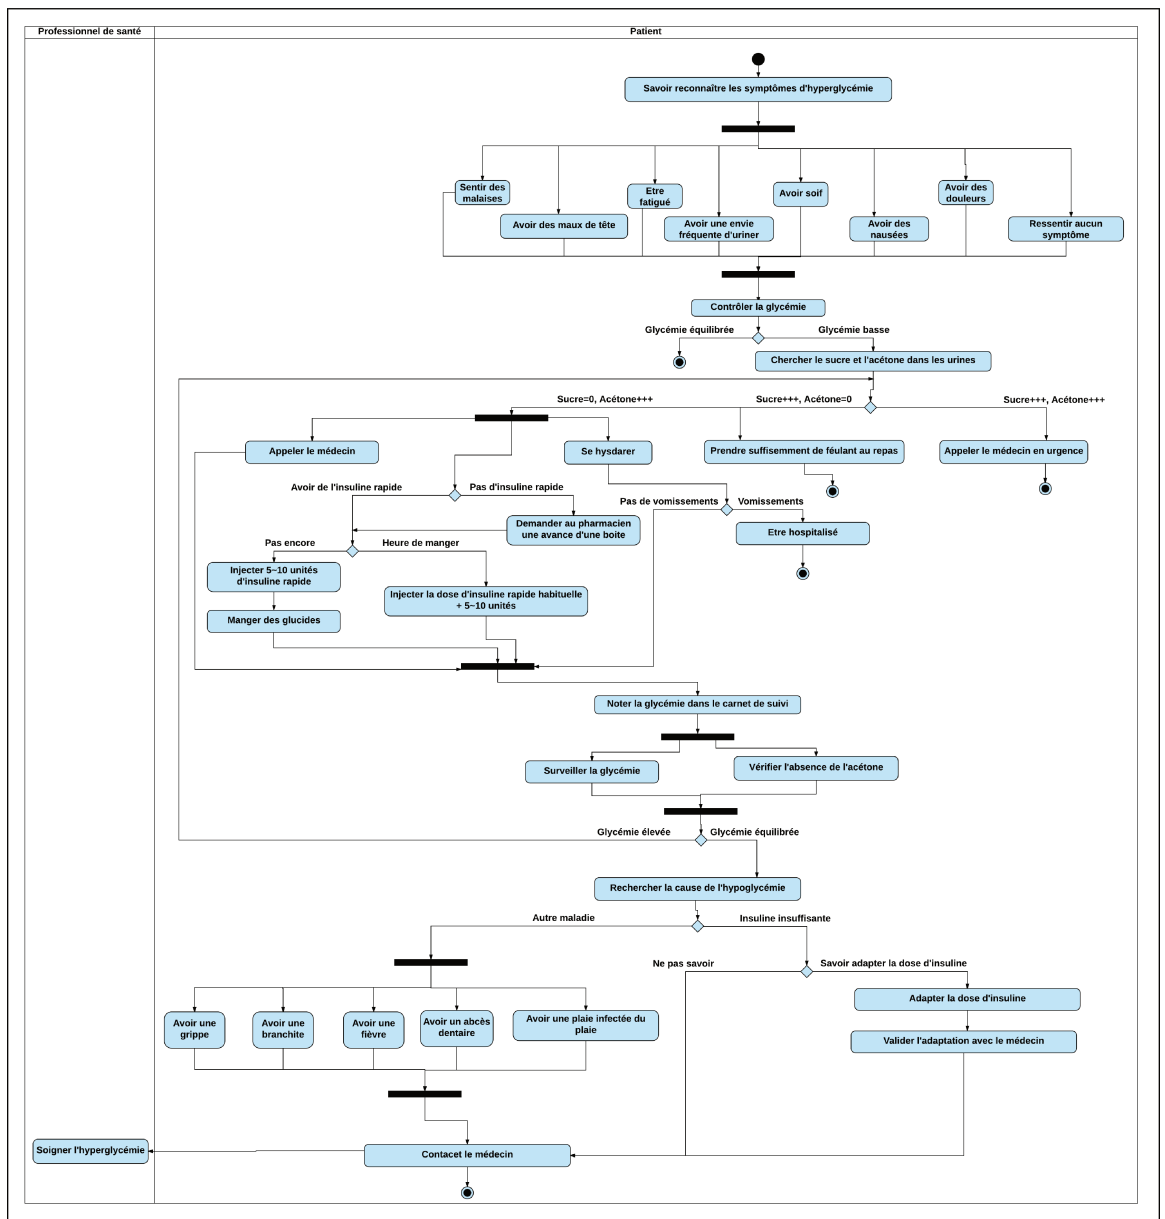 Professionnel de santé
Patient
Savoir reconnaître les symptômes d'hyperglycémie
Sentir des
malaises
Avoir des maux de tête
Etre
fatigué
Avoir une envie
fréquente d'uriner
Avoir soif
Avoir des
nausées
Avoir des
douleurs
Ressentir aucun
symptôme
Contrôler la glycémie
Glycémie équilibrée
Glycémie basse
Chercher le sucre et l'acétone dans les urines
Sucre=0, Acétone+++
Sucre+++, Acétone=0
Sucre+++, Acétone+++
Appeler le médecin
Se hysdarer
Prendre suffisemment de féulant au repas
Appeler le médecin en urgence
Avoir de l'insuline rapide
Pas d'insuline rapide
Pas de vomissements
Vomissements
Demander au pharmacien
une avance d'une boite
Etre hospitalisé
Pas encore
Heure de manger
Injecter 5~10 unités
d'insuline rapide
Injecter la dose d'insuline rapide habituelle
+ 5~10 unités
Manger des glucides
Noter la glycémie dans le carnet de suivi
Surveiller la glycémie
Vérifier l'absence de l'acétone
Glycémie élevée
Glycémie équilibrée
Rechercher la cause de l'hypoglycémie
Autre maladie
Insuline insuffisante
Ne pas savoir
Savoir adapter la dose d'insuline
Adapter la dose d'insuline
Avoir une
grippe
Avoir une
branchite
Avoir une
fièvre
Avoir un abcès
dentaire
Avoir une plaie infectée du
plaie
Valider l'adaptation avec le médecin
Soigner l'hyperglycémie
Contacet le médecin